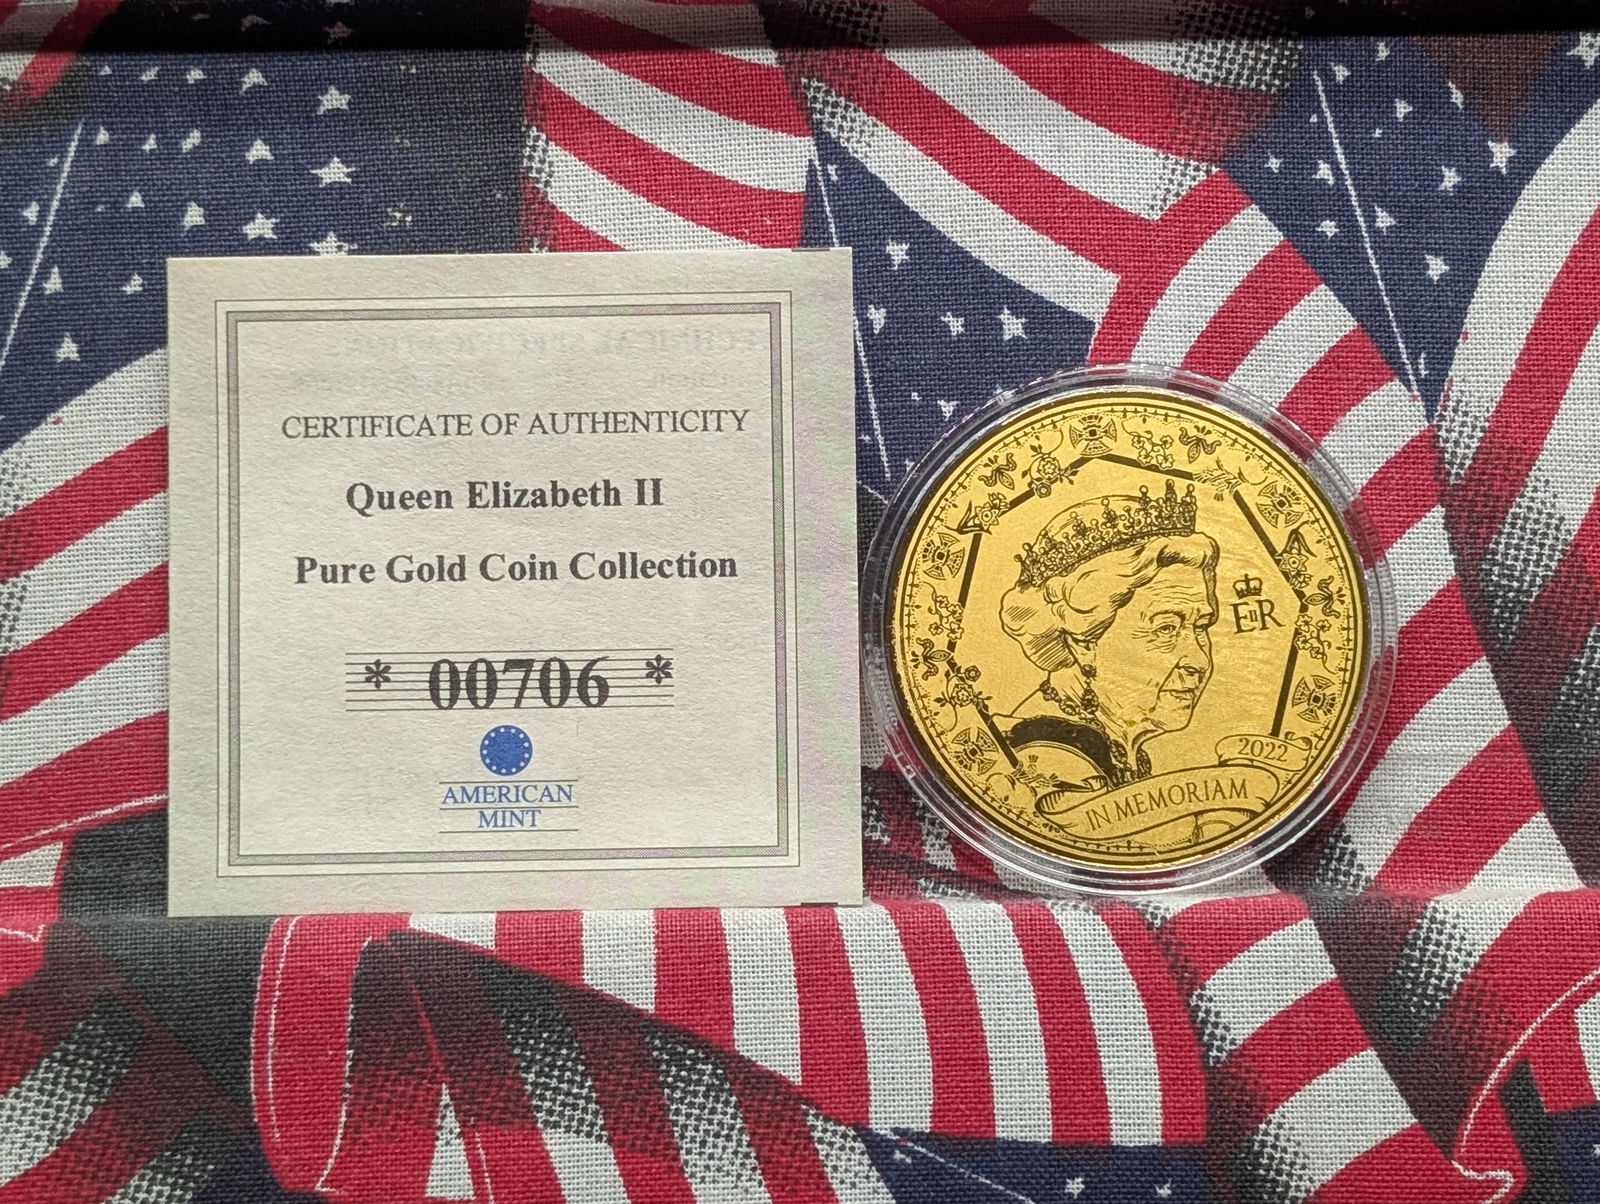 CERTIFICATE OF AUTHENTICITY
Queen Elizabeth II
Pure Gold Coin Collection
* 00706 *
AMERICAN
MINT
EIIR
2022
IN MEMORIAM